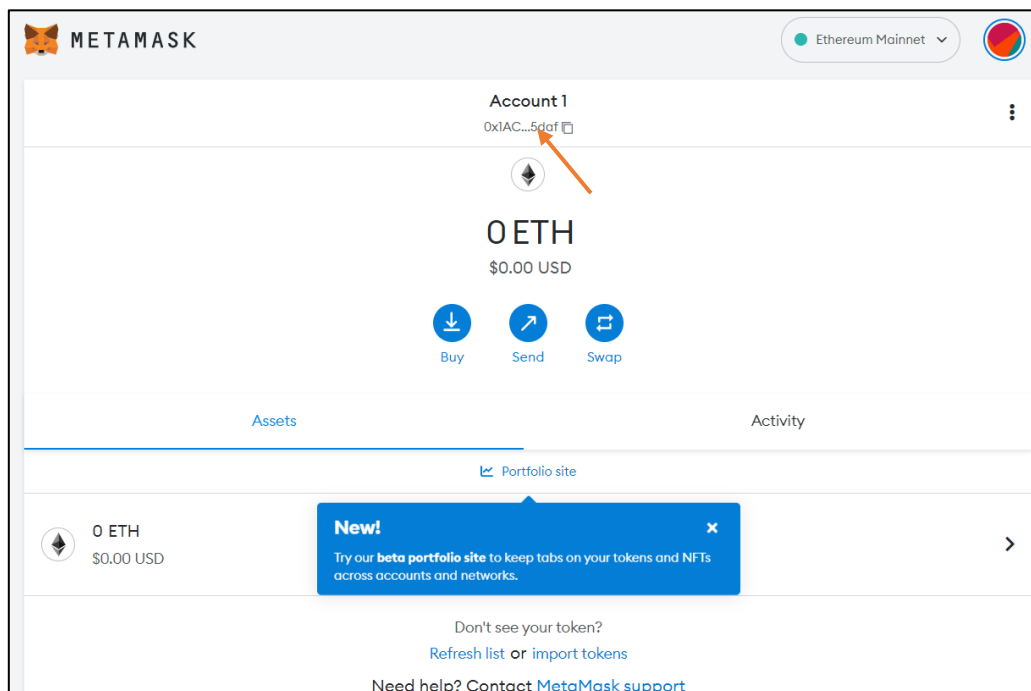 METAMASK
Ethereum Mainnet
Account 1
0x1AC...5daf
0 ETH
$0.00 USD
Buy
Send
Swap
Assets
Activity
Portfolio site
0 ETH
$0.00 USD
New!
Try our beta portfolio site to keep tabs on your tokens and NFTs
across accounts and networks.
Don't see your token?
Refresh list or import tokens
Need help? Contact MetaMask support